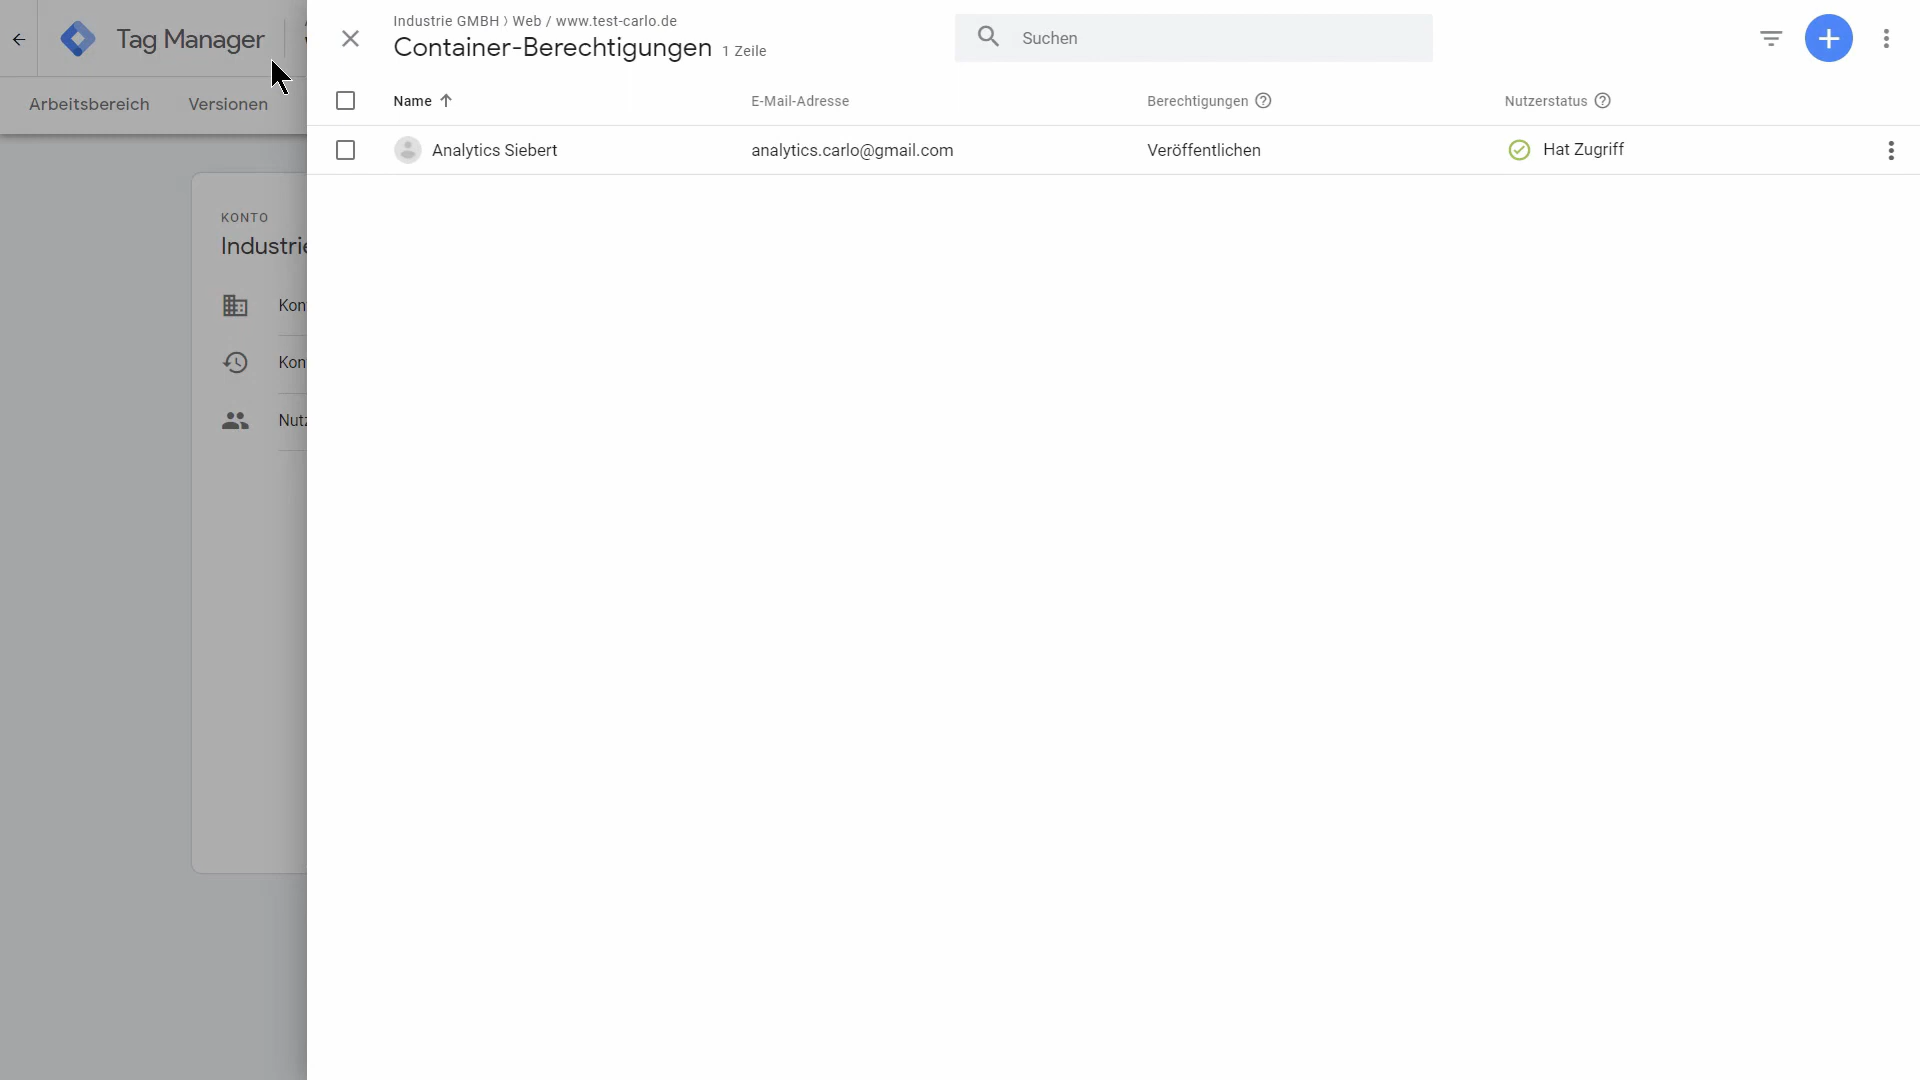 Tag Manager
Arbeitsbereich
Versionen
KONTO
Industrie
Kon
Kon
Nutz
Industrie GMBH › Web / www.test-carlo.de
Container-Berechtigungen 1 Zeile
Suchen
Name E-Mail-Adresse Berechtigungen Nutzerstatus
Analytics Siebert analytics.carlo@gmail.com Veröffentlichen Hat Zugriff